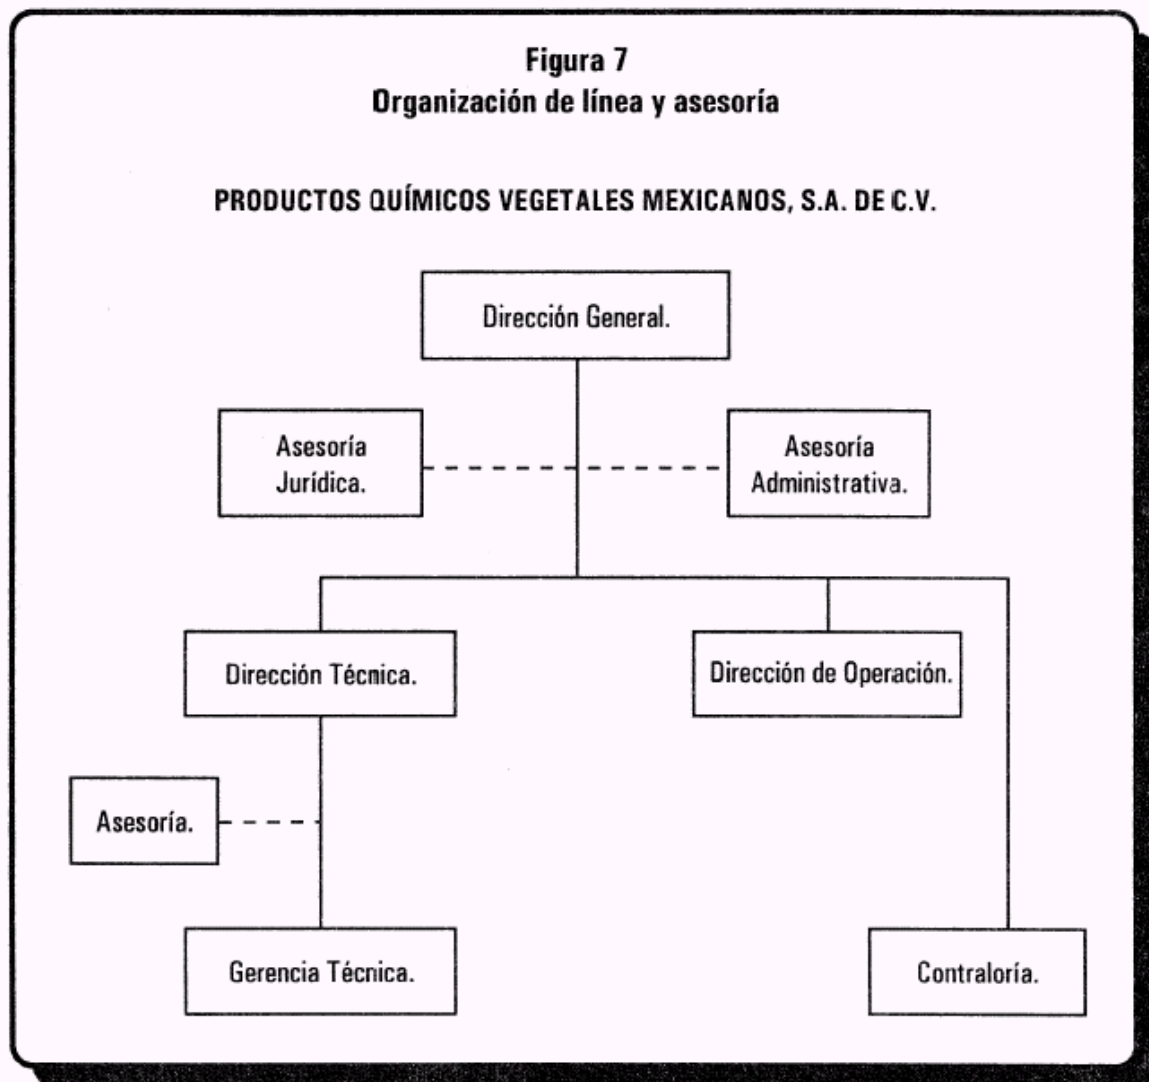 Figura 7
Organización de línea y asesoría
PRODUCTOS QUÍMICOS VEGETALES MEXICANOS, S.A. DE C.V.
Dirección General.
Asesoría
Jurídica.
Asesoría
Administrativa.
Dirección Técnica.
Dirección de Operación.
Asesoría.
Gerencia Técnica.
Contraloría.